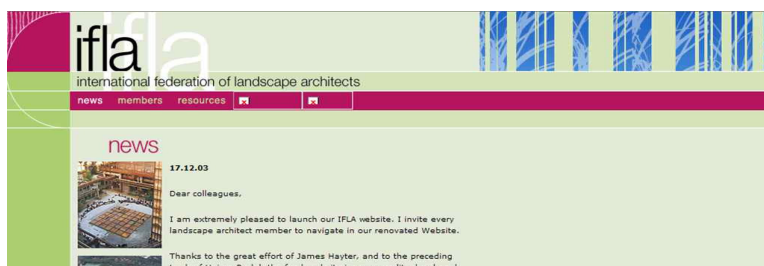 ifla
international federation of landscape architects
news members resources
news
17.12.03
Dear colleagues,
I am extremely pleased to launch our IFLA website. I invite every
landscape architect member to navigate in our renovated Website.
Thanks to the great effort of James Hayter, and to the preceding